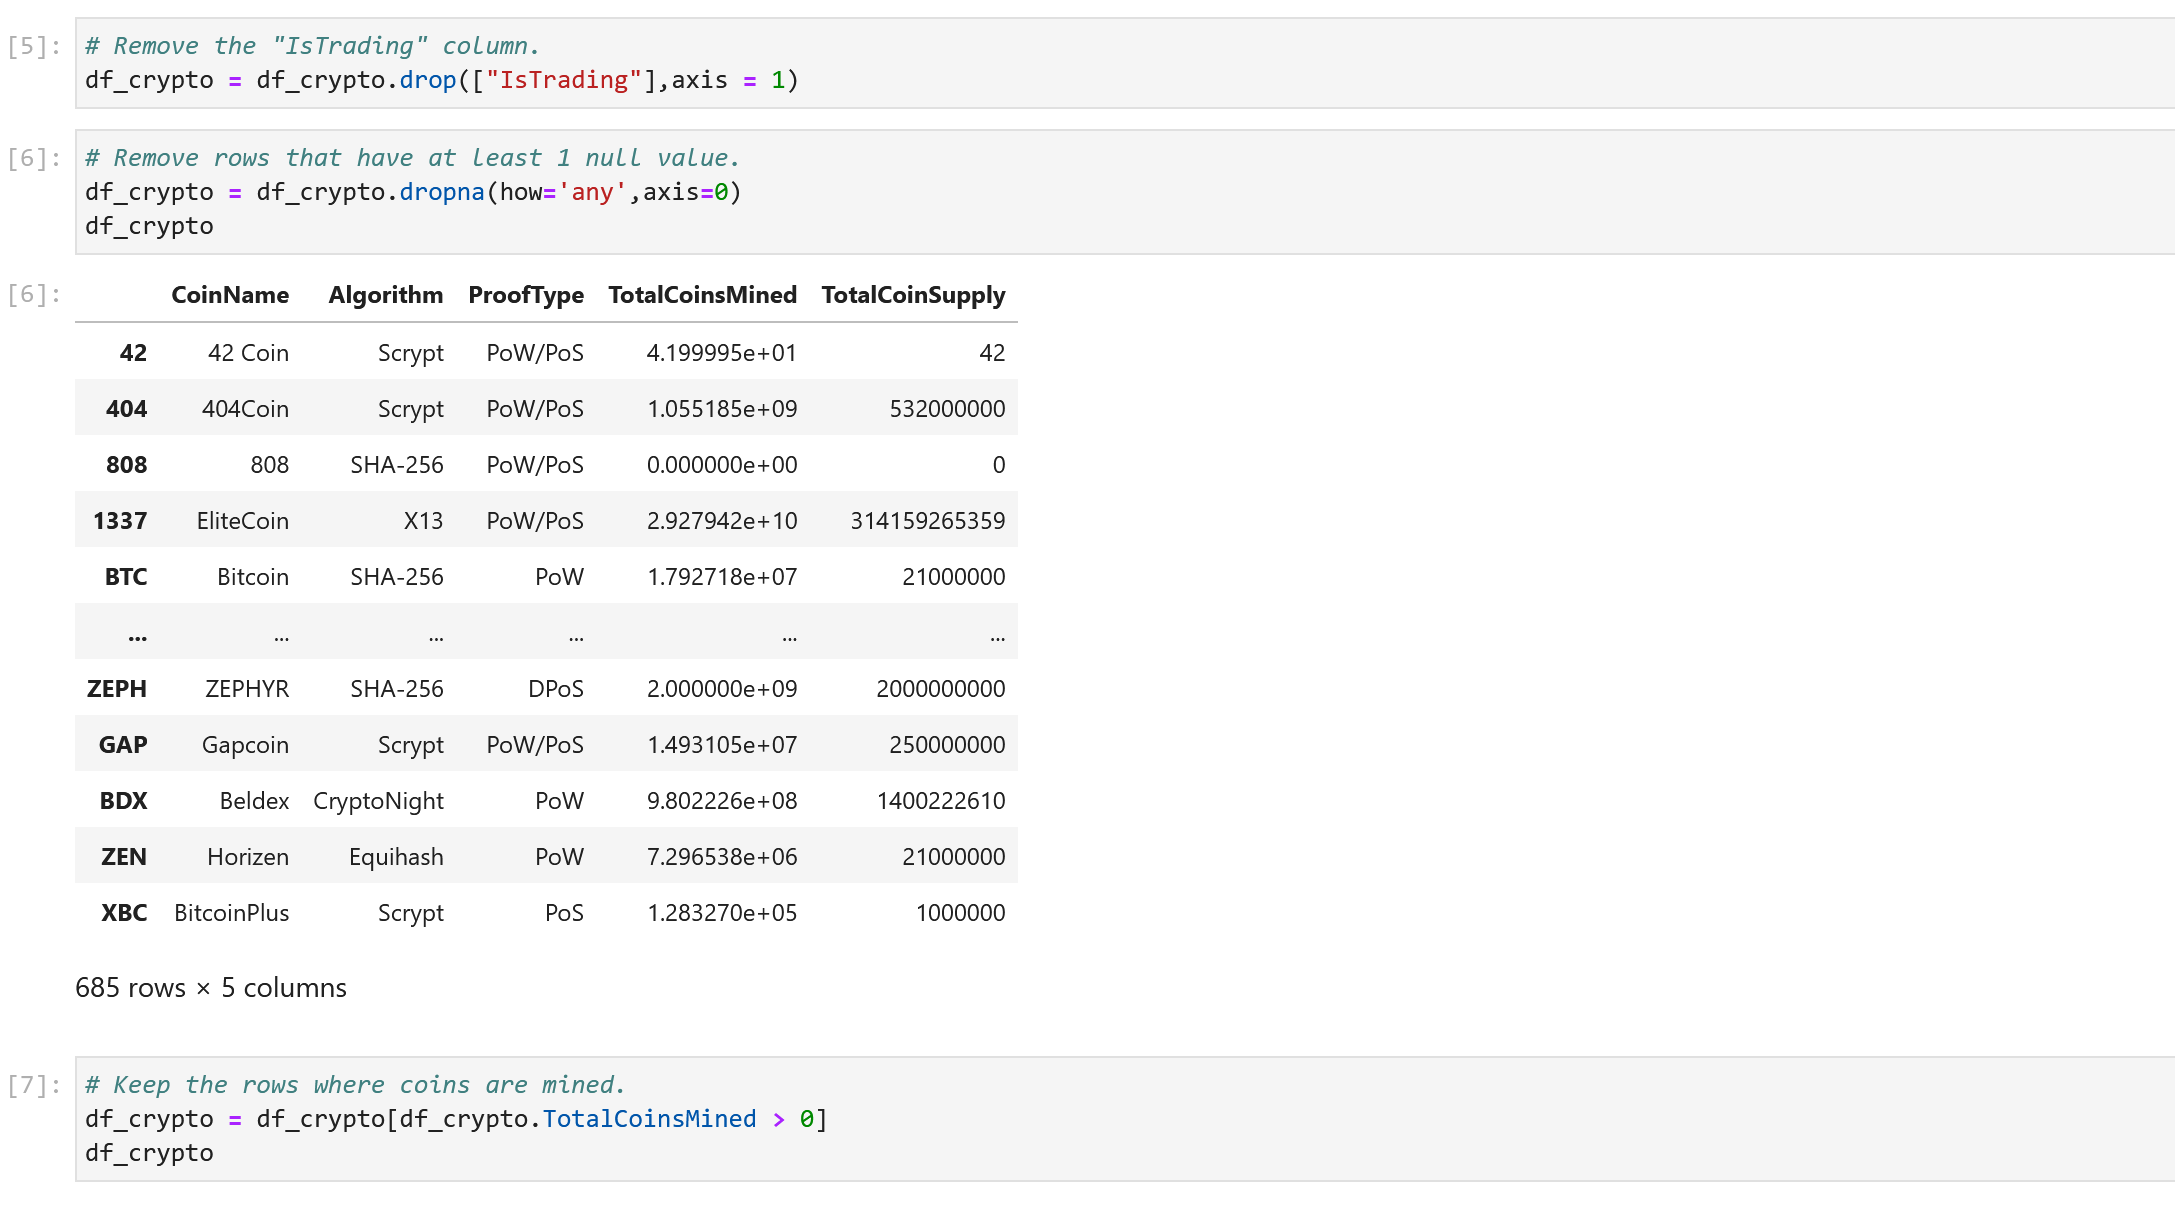 [5]: # Remove the "IsTrading" column.
df_crypto = df_crypto.drop(["IsTrading"],axis = 1)
[6]: # Remove rows that have at least 1 null value.
df_crypto = df_crypto.dropna(how='any',axis=0)
df_crypto
[6]: CoinName Algorithm ProofType TotalCoinsMined TotalCoinSupply
42 42 Coin Scrypt PoW/PoS 4.199995e+01 42
404 404Coin Scrypt PoW/PoS 1.055185e+09 532000000
808 808 SHA-256 PoW/PoS 0.000000e+00 0
1337 EliteCoin X13 PoW/PoS 2.927942e+10 314159265359
BTC Bitcoin SHA-256 PoW 1.792718e+07 21000000
... ... ... ... ... ...
ZEPH ZEPHYR SHA-256 DPoS 2.000000e+09 2000000000
GAP Gapcoin Scrypt PoW/PoS 1.493105e+07 250000000
BDX Beldex CryptoNight PoW 9.802226e+08 1400222610
ZEN Horizen Equihash PoW 7.296538e+06 21000000
XBC BitcoinPlus Scrypt PoS 1.283270e+05 1000000
685 rows × 5 columns
[7]: # Keep the rows where coins are mined.
df_crypto = df_crypto[df_crypto.TotalCoinsMined > 0]
df_crypto